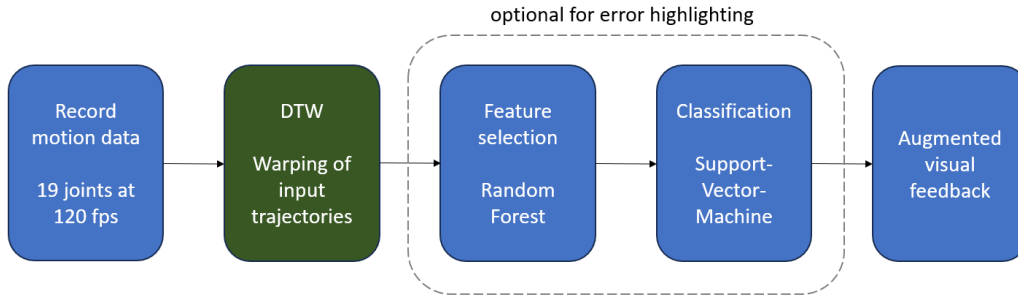 optional for error highlighting
Record
motion data
19 joints at
120 fps
DTW
Warping of
input
trajectories
Feature
selection
Random
Forest
Classification
Support-
Vector-
Machine
Augmented
visual
feedback